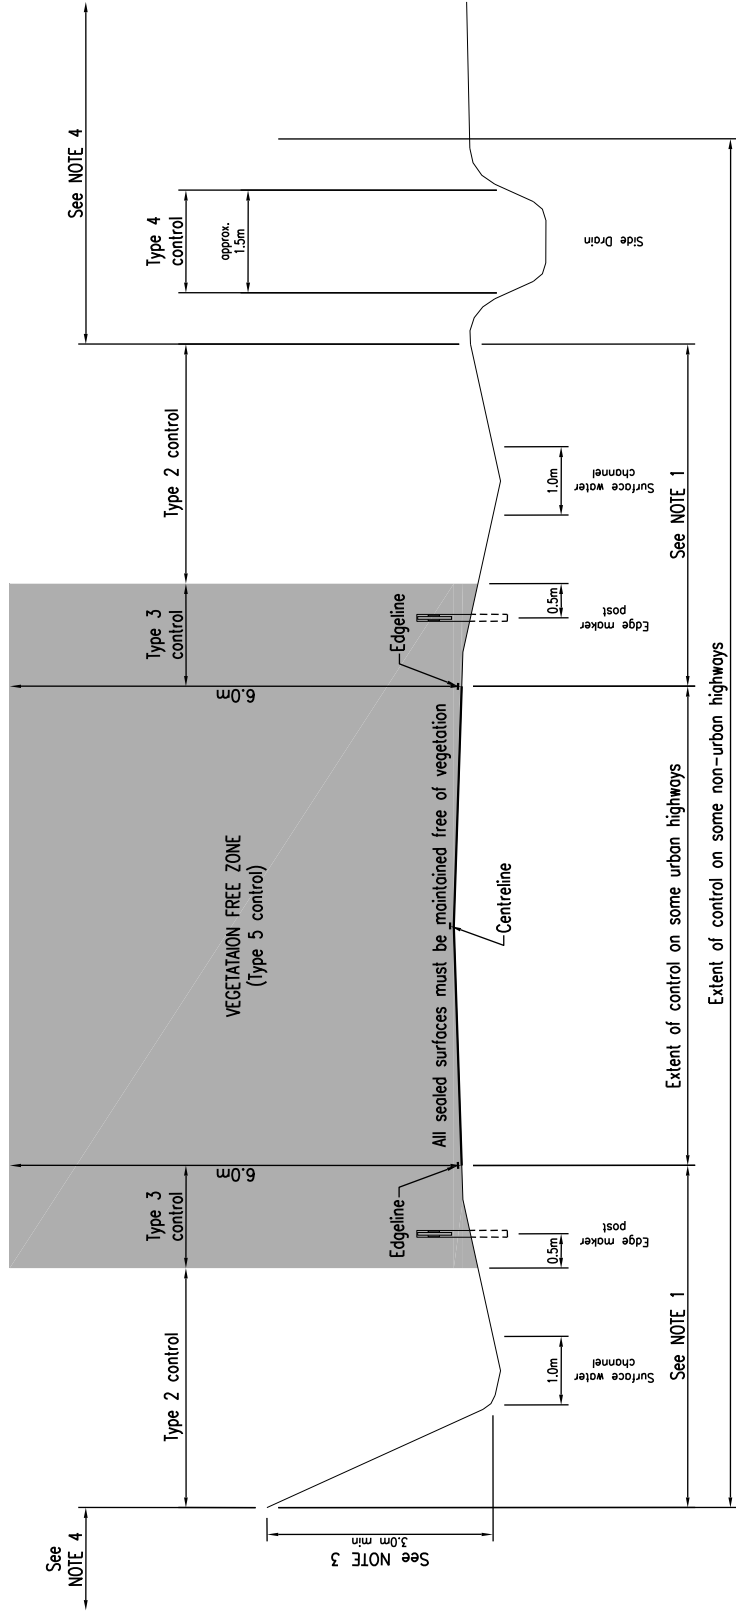 See
NOTE 4
See NOTE 4
Type 2 control
Type 3
control
Type 3
control
Type 2 control
Type 4
control
approx.
1.5m
VEGETATAION FREE ZONE
(Type 5 control)
6.0m
6.0m
See NOTE 3
3.0m min
Edgeline
Edgeline
All sealed surfaces must be maintained free of vegetation
Centreline
1.0m
Surface water
channel
0.5m
Edge maker
post
0.5m
Edge maker
post
1.0m
Surface water
channel
Side Drain
See NOTE 1
Extent of control on some urban highways
See NOTE 1
Extent of control on some non-urban highways